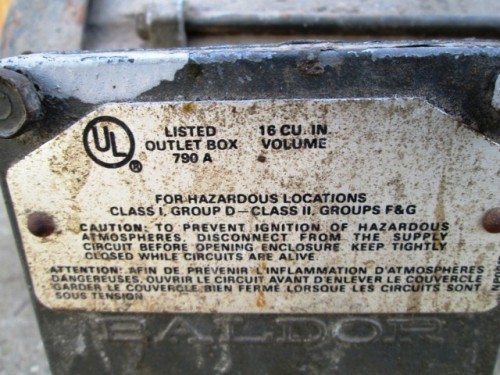 UL ®
LISTED
OUTLET BOX
790 A
16 CU. IN.
VOLUME
FOR HAZARDOUS LOCATIONS
CLASS I, GROUP D—CLASS II, GROUPS F&G
CAUTION: TO PREVENT IGNITION OF HAZARDOUS
ATMOSPHERES, DISCONNECT FROM THE SUPPLY
CIRCUIT BEFORE OPENING ENCLOSURE KEEP TIGHTLY
CLOSED WHILE CIRCUITS ARE ALIVE.
ATTENTION: AFIN DE PRÉVENIR L'INFLAMMATION D'ATMOSPHÈRES
DANGEREUSES, OUVRIR LE CIRCUIT AVANT D'ENLEVER LE COUVERCLE
GARDER LE COUVERCLE BIEN FERME LORSQUE LES CIRCUITS SONT
SOUS TENSION
BALDOR